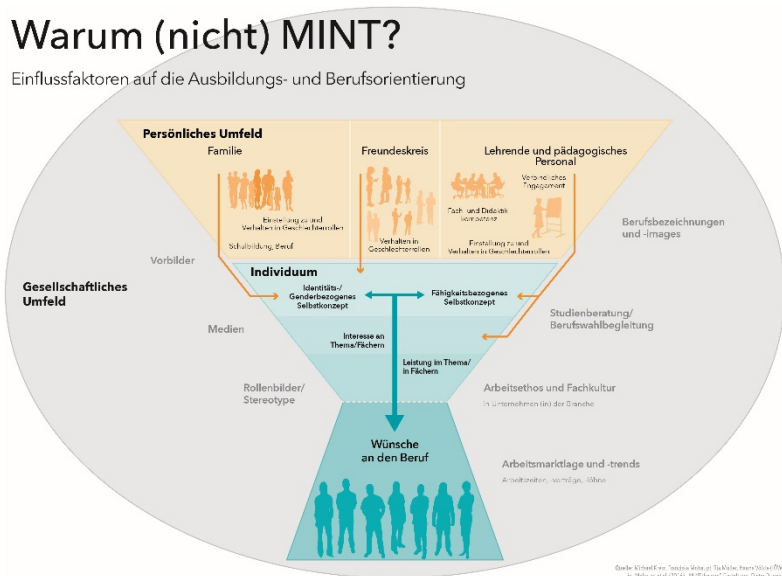 Warum (nicht) MINT?
Einflussfaktoren auf die Ausbildungs- und Berufsorientierung
Persönliches Umfeld
Familie
Einstellung zu und
Verhalten in Geschlechterrollen
Schulbildung, Beruf
Freundeskreis
Verhalten in
Geschlechterrollen
Lehrende und pädagogisches
Personal
Verbindliches
Engagement
Fach- und Didaktik
kompetenz
Einstellung zu und
Verhalten in Geschlechterrollen
Individuum
Identitäts-/
Genderbezogenes
Selbstkonzept
Fähigkeitsbezogenes
Selbstkonzept
Interesse an
Thema/Fächern
Leistung im Thema/
in Fächern
Wünsche
an den Beruf
Gesellschaftliches
Umfeld
Vorbilder
Medien
Rollenbilder/
Stereotype
Berufsbezeichnungen
und -images
Studienberatung/
Berufswahlbegleitung
Arbeitsethos und Fachkultur
in Unternehmen (in) der Branche
Arbeitsmarktlage und -trends
Arbeitszeiten, -verträge, -löhne
Quelle: Michael